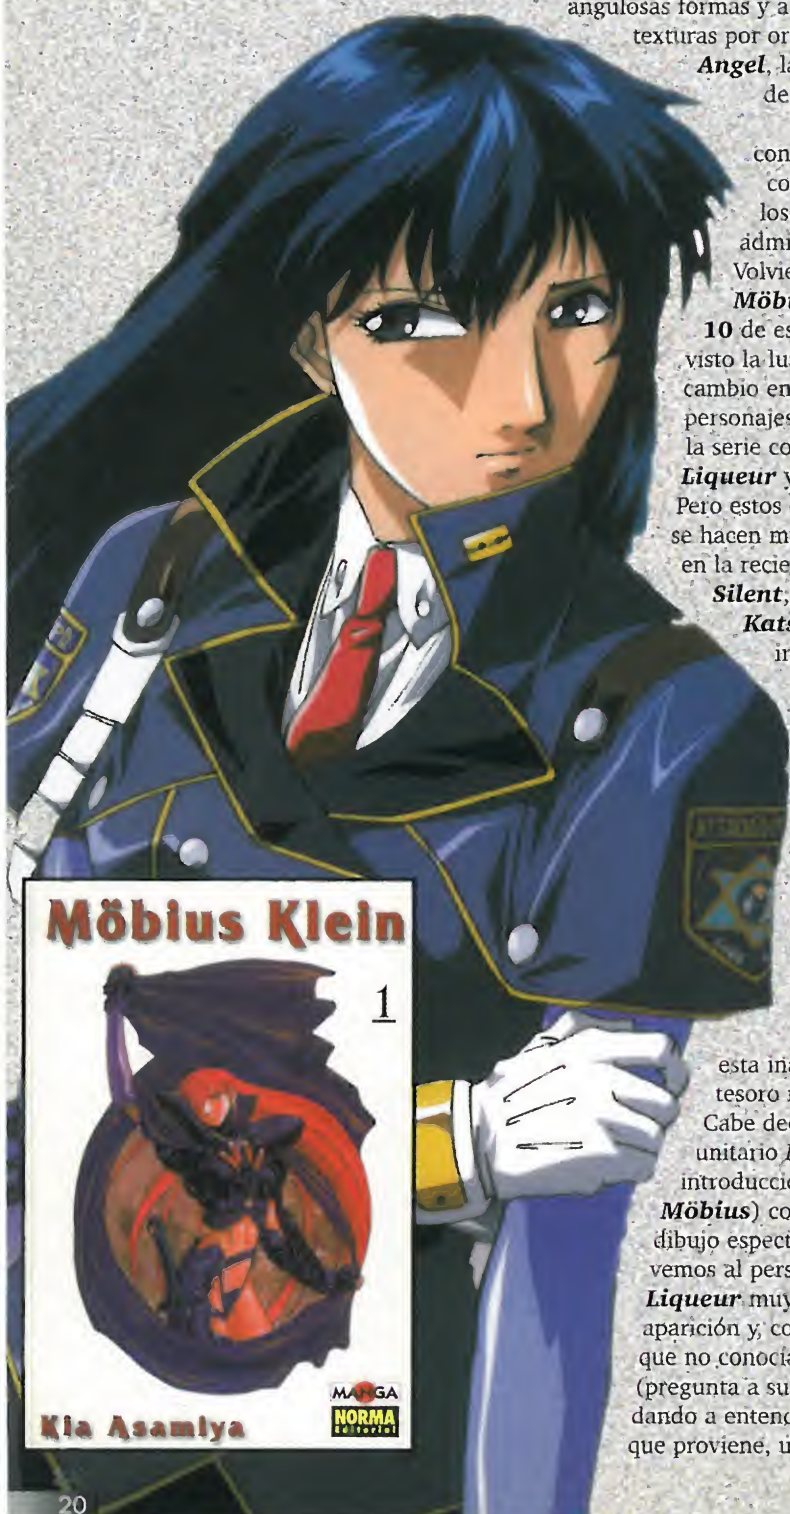 angulosas formas y a
texturas por or
Angel, la
de
con
co
los
admi
Volvie
Möbiu
10 de es
visto la lu
cambio en
personajes
la serie co
Liqueur y
Pero estos
se hacen m
en la recie
Silent,
Kats
in
esta ina
tesoro
Cabe dec
unitario
introducció
Möbius) co
dibujo espect
vemos al pers
Liqueur muy
aparición y, co
que no conocía
(pregunta a su
dando a entend
que proviene, u
Möbius Klein
1
MANGA
NORMA
Editorial
Kia Asamiya
20